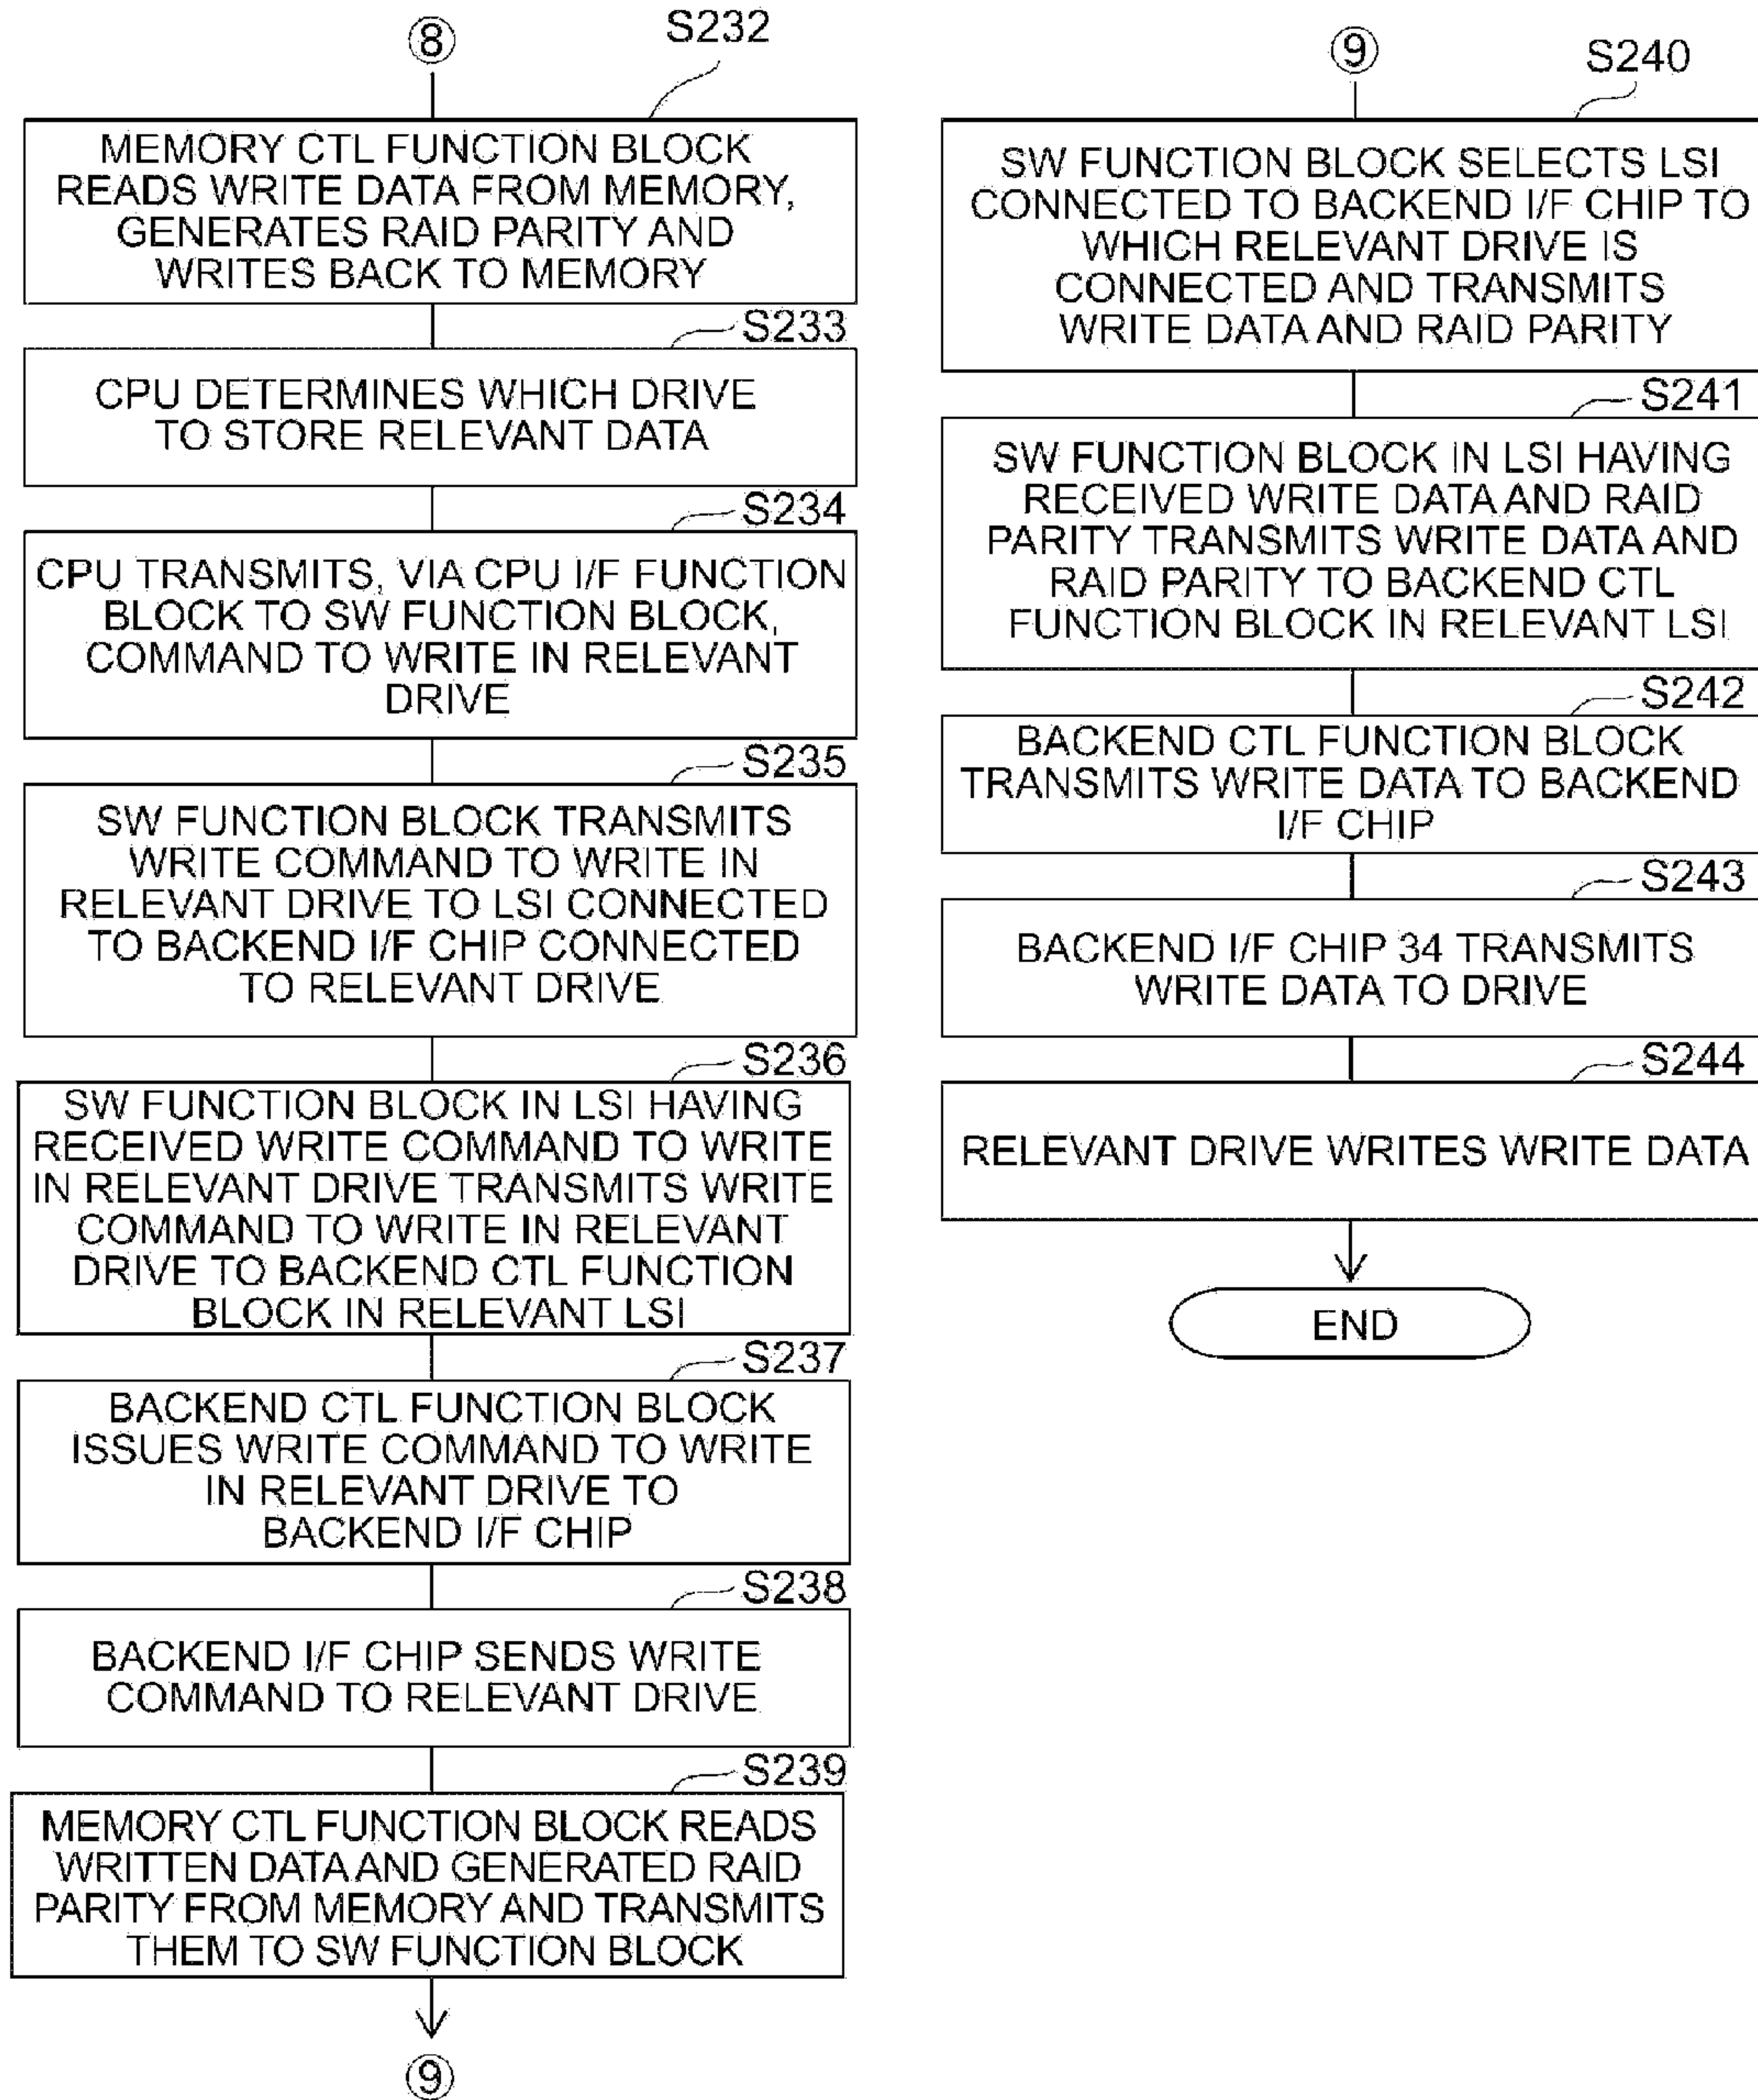 ⑧
S232
MEMORY CTL FUNCTION BLOCK
READS WRITE DATA FROM MEMORY,
GENERATES RAID PARITY AND
WRITES BACK TO MEMORY
S233
CPU DETERMINES WHICH DRIVE
TO STORE RELEVANT DATA
S234
CPU TRANSMITS, VIA CPU I/F FUNCTION
BLOCK TO SW FUNCTION BLOCK,
COMMAND TO WRITE IN RELEVANT
DRIVE
S235
SW FUNCTION BLOCK TRANSMITS
WRITE COMMAND TO WRITE IN
RELEVANT DRIVE TO LSI CONNECTED
TO BACKEND I/F CHIP CONNECTED
TO RELEVANT DRIVE
S236
SW FUNCTION BLOCK IN LSI HAVING
RECEIVED WRITE COMMAND TO WRITE
IN RELEVANT DRIVE TRANSMITS WRITE
COMMAND TO WRITE IN RELEVANT
DRIVE TO BACKEND CTL FUNCTION
BLOCK IN RELEVANT LSI
S237
BACKEND CTL FUNCTION BLOCK
ISSUES WRITE COMMAND TO WRITE
IN RELEVANT DRIVE TO
BACKEND I/F CHIP
S238
BACKEND I/F CHIP SENDS WRITE
COMMAND TO RELEVANT DRIVE
S239
MEMORY CTL FUNCTION BLOCK READS
WRITTEN DATA AND GENERATED RAID
PARITY FROM MEMORY AND TRANSMITS
THEM TO SW FUNCTION BLOCK
⑨
⑨
S240
SW FUNCTION BLOCK SELECTS LSI
CONNECTED TO BACKEND I/F CHIP TO
WHICH RELEVANT DRIVE IS
CONNECTED AND TRANSMITS
WRITE DATA AND RAID PARITY
S241
SW FUNCTION BLOCK IN LSI HAVING
RECEIVED WRITE DATA AND RAID
PARITY TRANSMITS WRITE DATA AND
RAID PARITY TO BACKEND CTL
FUNCTION BLOCK IN RELEVANT LSI
S242
BACKEND CTL FUNCTION BLOCK
TRANSMITS WRITE DATA TO BACKEND
I/F CHIP
S243
BACKEND I/F CHIP 34 TRANSMITS
WRITE DATA TO DRIVE
S244
RELEVANT DRIVE WRITES WRITE DATA
END